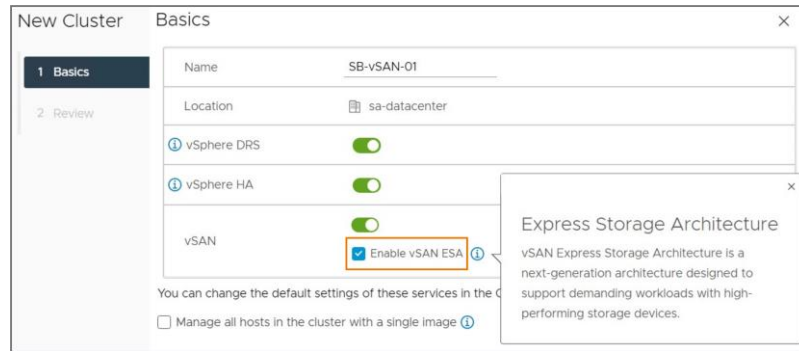 New Cluster
Basics
1 Basics
2 Review
Name SB-vSAN-01
Location sa-datacenter
vSphere DRS
vSphere HA
vSAN
Enable vSAN ESA
Express Storage Architecture
vSAN Express Storage Architecture is a
next-generation architecture designed to
support demanding workloads with high-
performing storage devices.
You can change the default settings of these services in the
Manage all hosts in the cluster with a single image